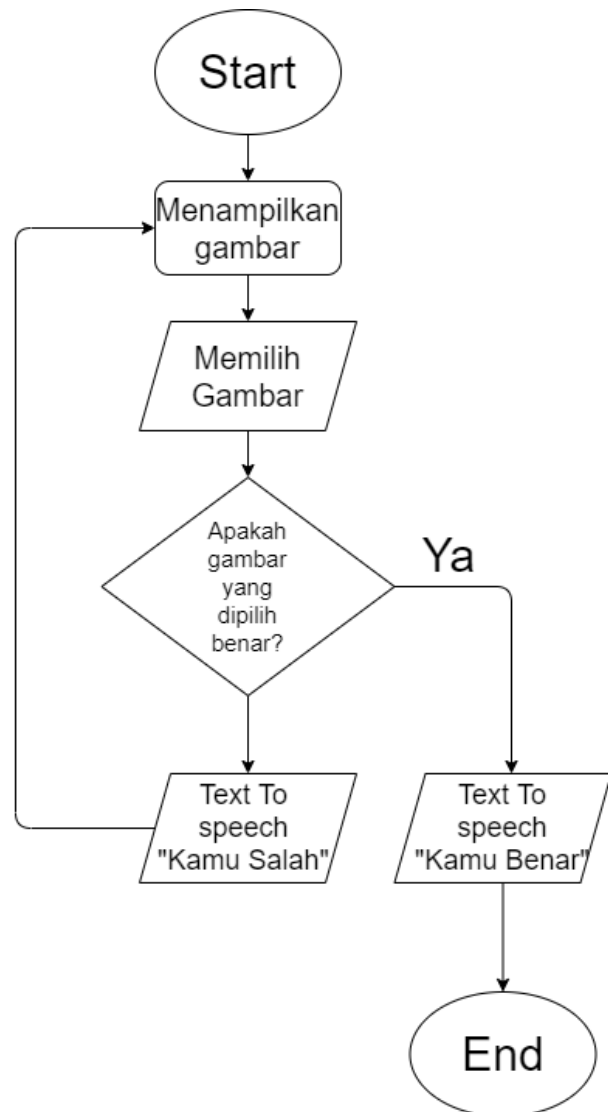 Start
Menampilkan
gambar
Memilih
Gambar
Apakah
gambar
yang
dipilih
benar?
Ya
Text To
speech
"Kamu Salah"
Text To
speech
"Kamu Benar"
End